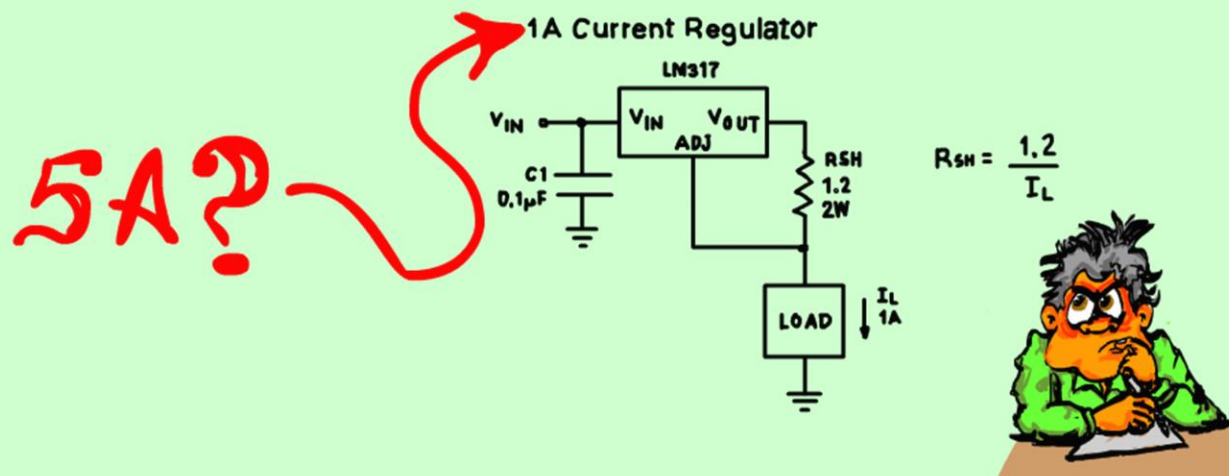 5A?
1A Current Regulator
LM317
VIN
VIN VOUT
ADJ
C1
0.1µF
RSH
1.2
2W
RSH = 1.2 / IL
LOAD
IL
1A